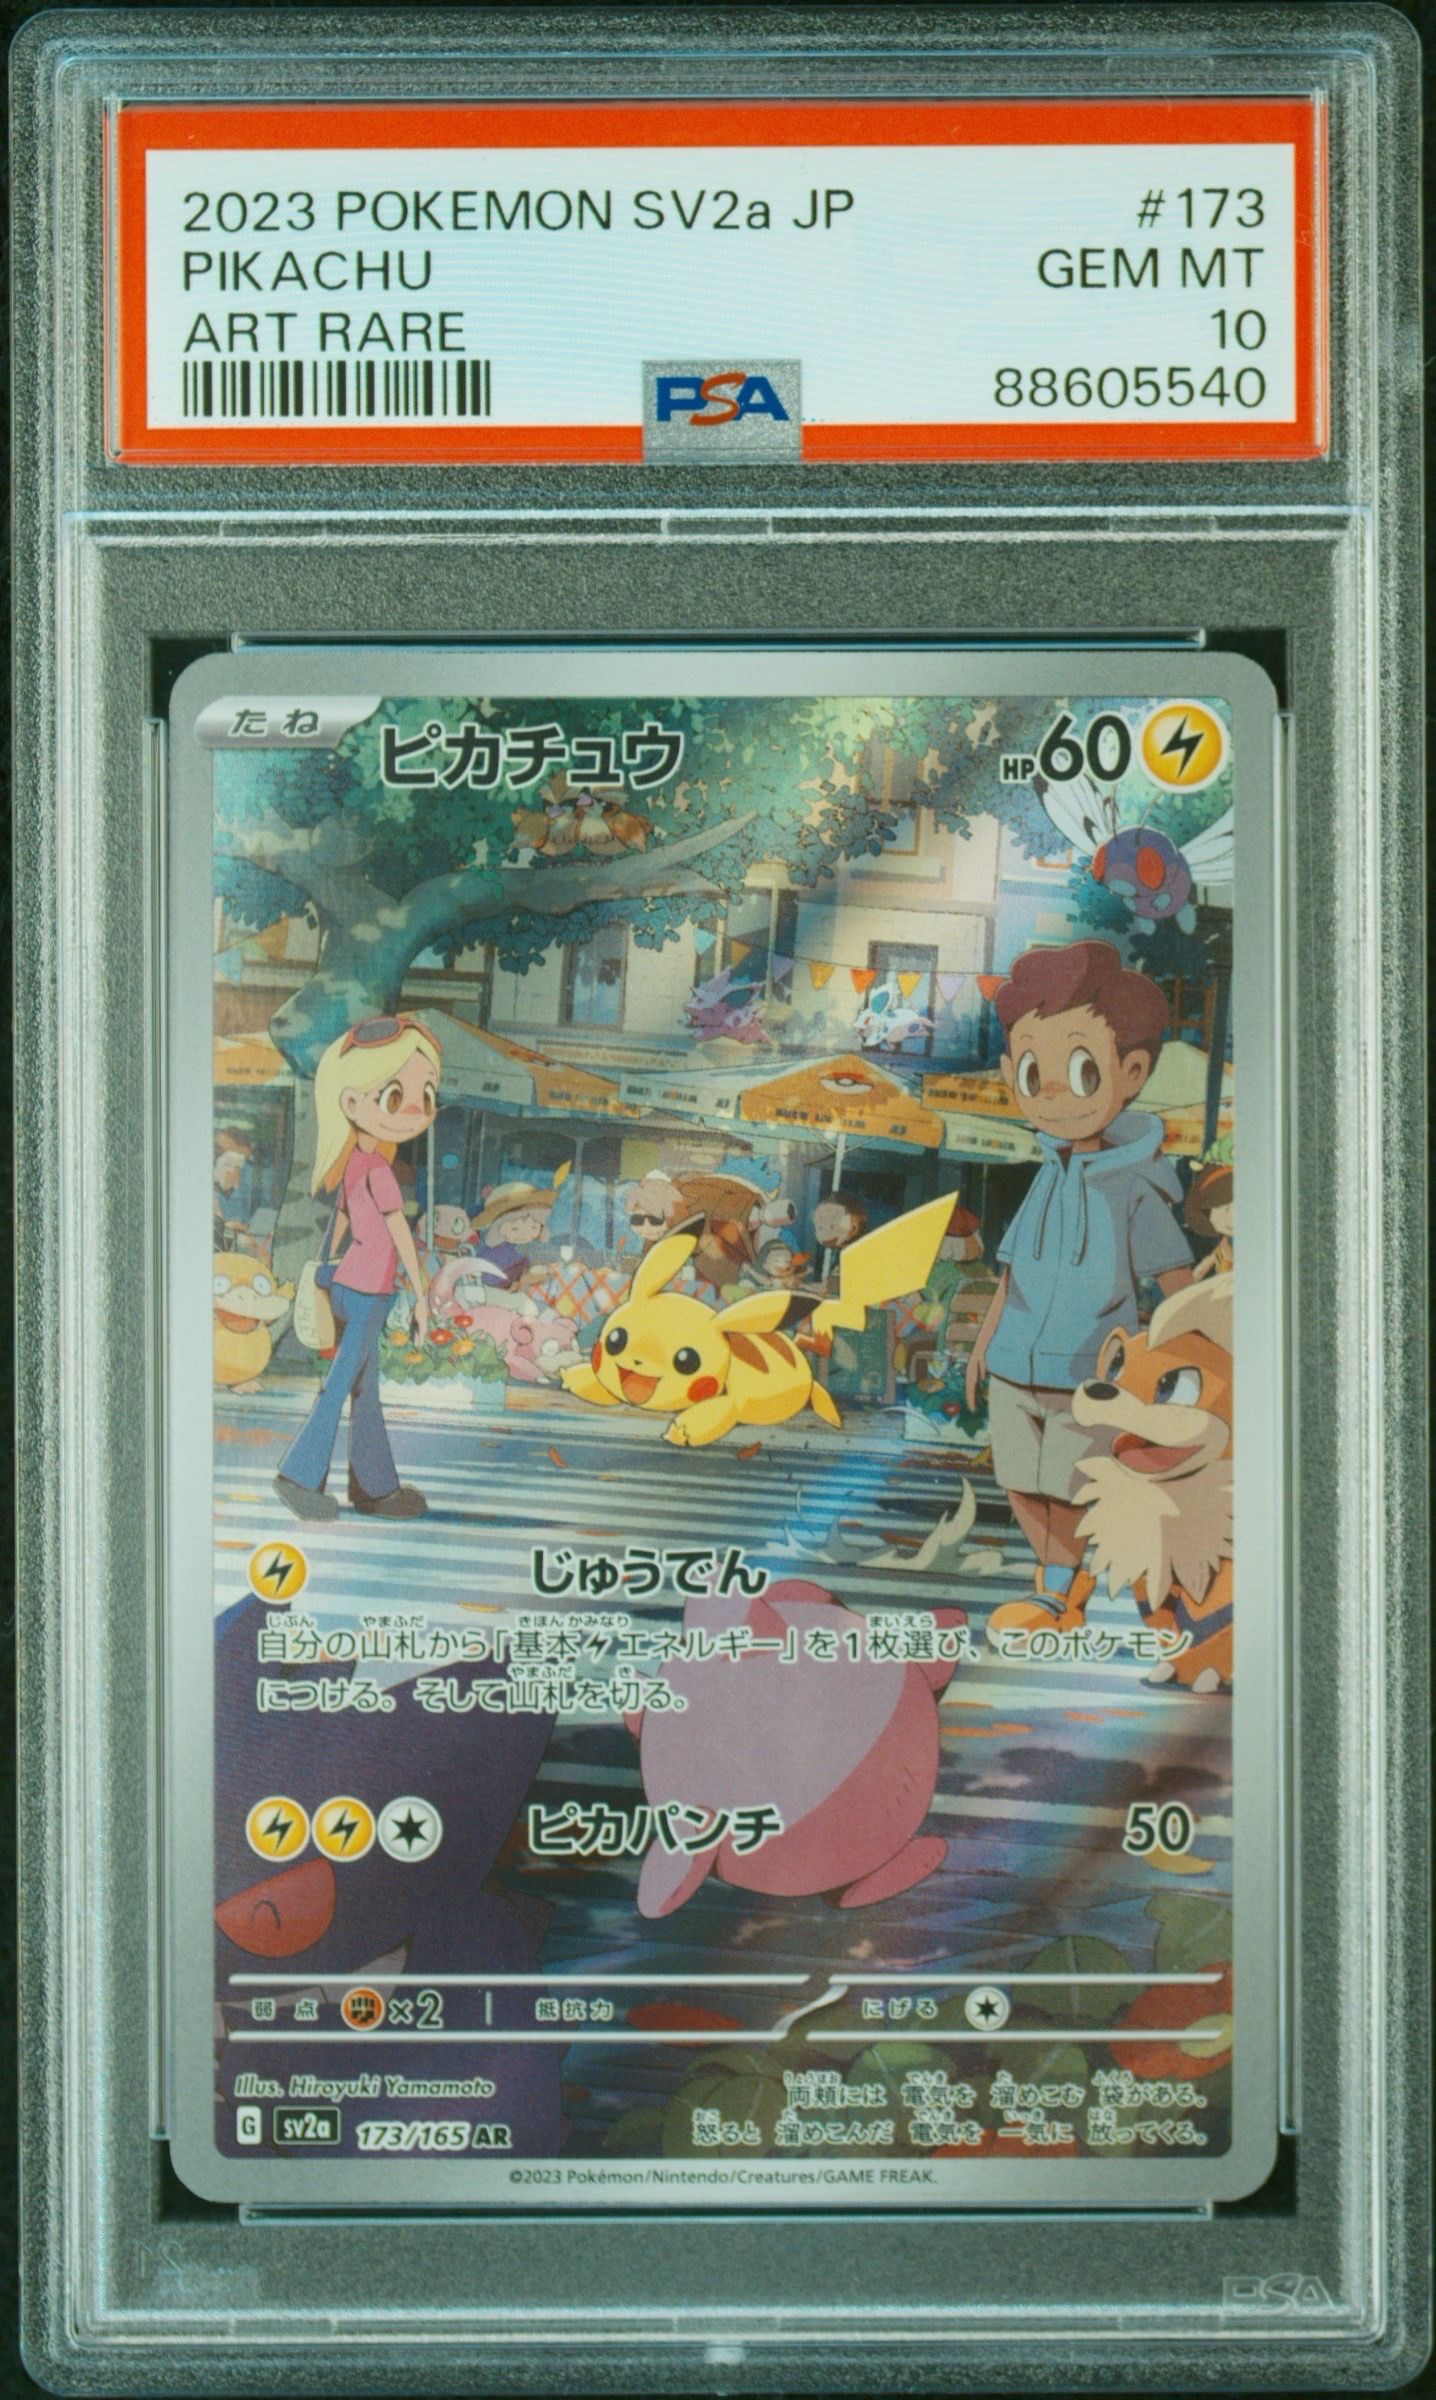 2023 POKEMON SV2a JP #173
PIKACHU GEM MT
ART RARE 10
PSA 88605540
たね ピカチュウ HP60
じゅうでん
自分の山札から「基本エネルギー」を1枚選び、このポケモン
につける。そして山札を切る。
ピカパンチ 50
弱点 ×2 抵抗力 にげる
Illus. Hiroyuki Yamamoto
両頬には 電気を 溜めこむ 袋がある。
怒ると 溜めこんだ 電気を 一気に 放ってくる。
G sv2a 173/165 AR
©2023 Pokémon/Nintendo/Creatures/GAME FREAK.
PSA